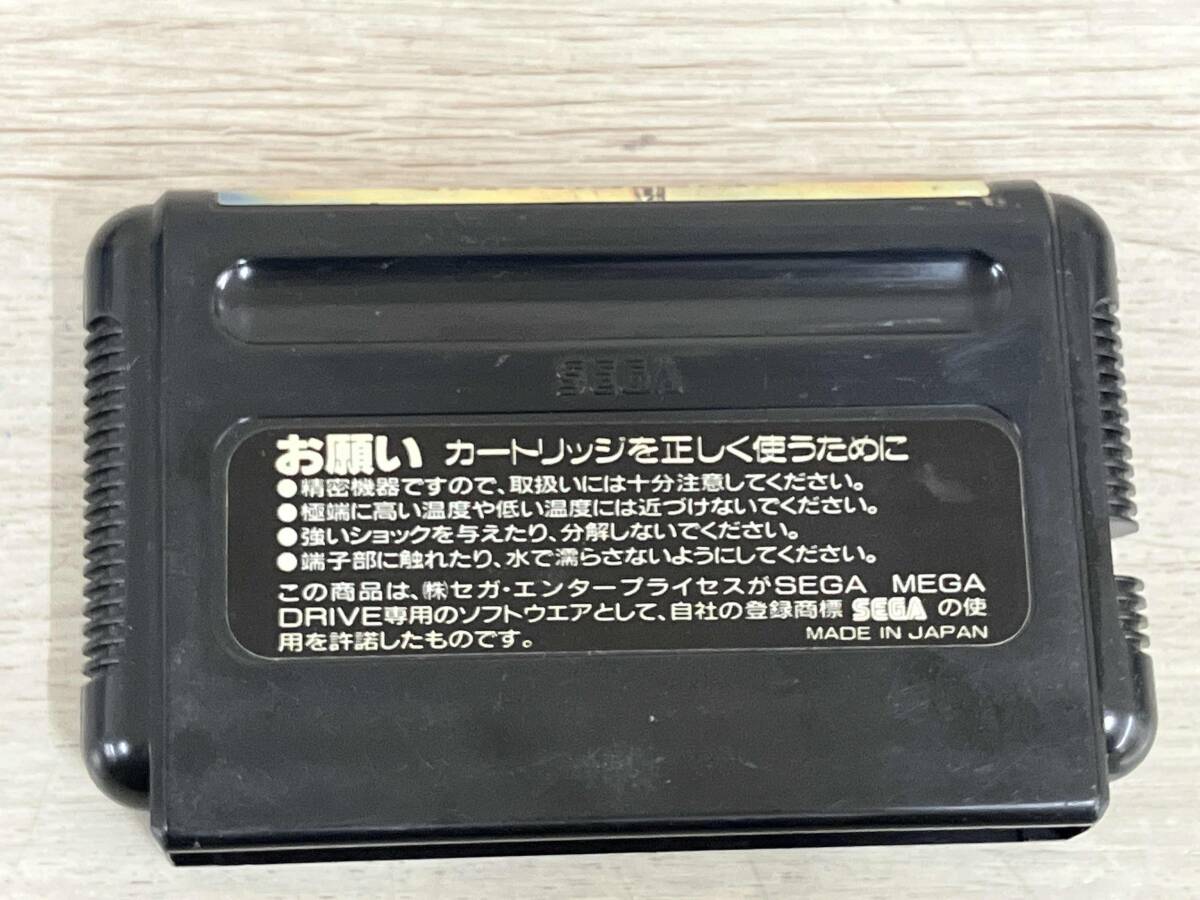 SEGA
お願い カートリッジを正しく使うために
●精密機器ですので、取扱いには十分注意してください。
●極端に高い温度や低い温度には近づけないでください。
●強いショックを与えたり、分解しないでください。
●端子部に触れたり、水で濡らさないようにしてください。
この商品は、㈱セガ・エンタープライセスがSEGA MEGA
DRIVE専用のソフトウエアとして、自社の登録商標 SEGA の使
用を許諾したものです。 MADE IN JAPAN